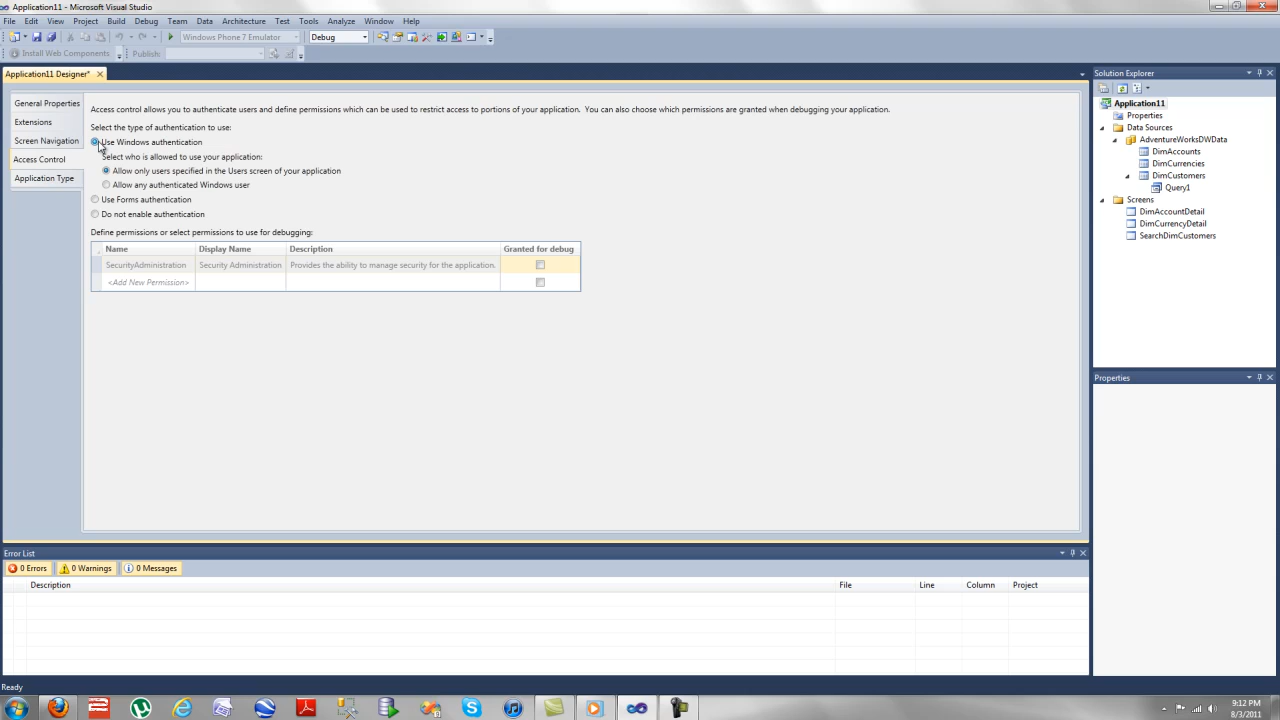 Application11 - Microsoft Visual Studio
File Edit View Project Build Debug Team Data Architecture Test Tools Analyze Window Help
Windows Phone 7 Emulator Debug
Install Web Components Publish:
Application11 Designer*
General Properties
Extensions
Screen Navigation
Access Control
Application Type
Access control allows you to authenticate users and define permissions which can be used to restrict access to portions of your application. You can also choose which permissions are granted when debugging your application.
Select the type of authentication to use:
Use Windows authentication
Select who is allowed to use your application:
Allow only users specified in the Users screen of your application
Allow any authenticated Windows user
Use Forms authentication
Do not enable authentication
Define permissions or select permissions to use for debugging:
Name Display Name Description Granted for debug
SecurityAdministration Security Administration Provides the ability to manage security for the application.
<Add New Permission>
Solution Explorer
Application11
Properties
Data Sources
AdventureWorksDWData
DimAccounts
DimCurrencies
DimCustomers
Query1
Screens
DimAccountDetail
DimCurrencyDetail
SearchDimCustomers
Properties
Error List
0 Errors 0 Warnings 0 Messages
Description File Line Column Project
Ready
9:12 PM
8/3/2011